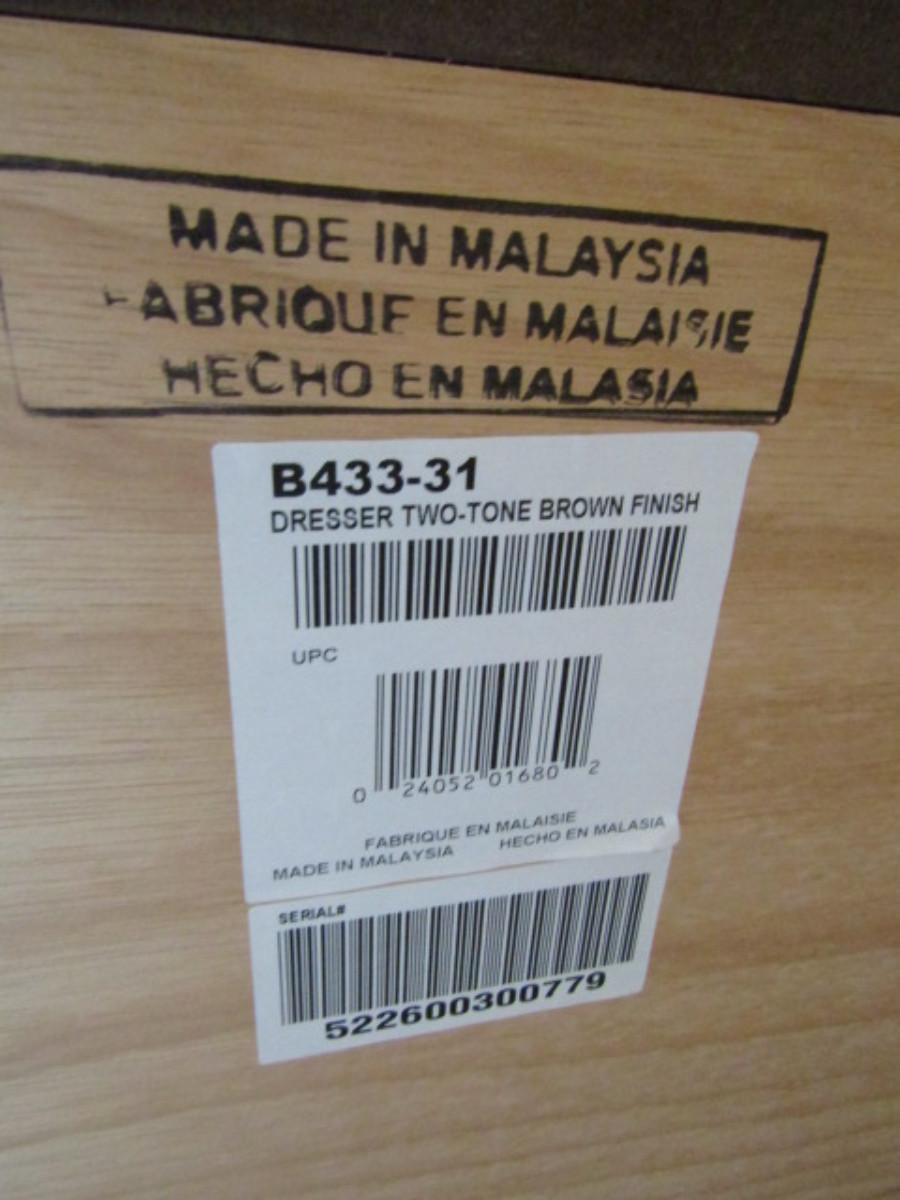 MADE IN MALAYSIA
FABRIQUE EN MALAISIE
HECHO EN MALASIA
B433-31
DRESSER TWO-TONE BROWN FINISH
UPC
0 24052 01680 2
FABRIQUE EN MALAISIE
MADE IN MALAYSIA HECHO EN MALASIA
SERIAL#
522600300779